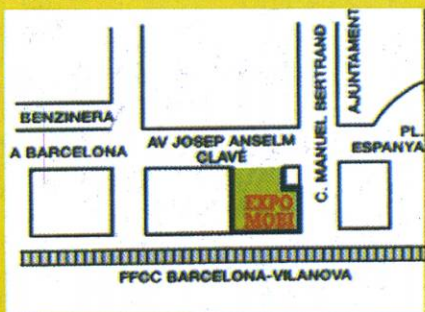 BENZINERA
A BARCELONA
AV JOSEP ANSELM
CLAVÉ
C. MANUEL BERTRAND
AJUNTAMENT
PL.
ESPANYA
EXPO
MOBI
FFCC BARCELONA-VILANOVA